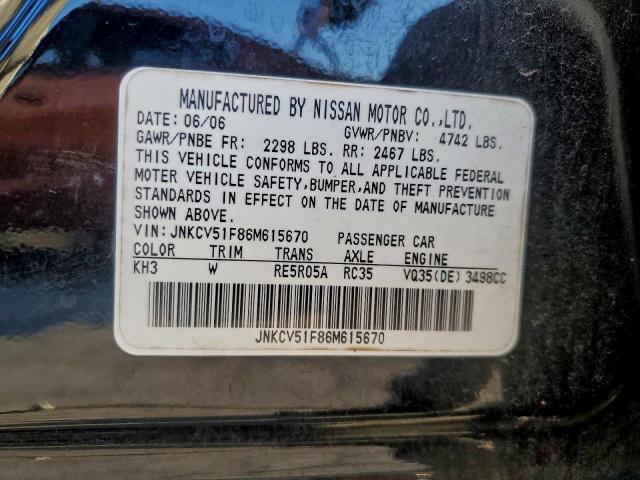 MANUFACTURED BY NISSAN MOTOR CO.,LTD.
DATE: 06/06 GVWR/PNBV: 4742 LBS.
GAWR/PNBE FR: 2298 LBS. RR: 2467 LBS.
THIS VEHICLE CONFORMS TO ALL APPLICABLE FEDERAL
MOTER VEHICLE SAFETY,BUMPER,AND THEFT PREVENTION
STANDARDS IN EFFECT ON THE DATE OF MANUFACTURE
SHOWN ABOVE.
VIN:JNKCV51F86M615670 PASSENGER CAR
COLOR TRIM TRANS AXLE ENGINE
KH3 W RE5R05A RC35 VQ35(DE) 3498CC
JNKCV51F86M615670